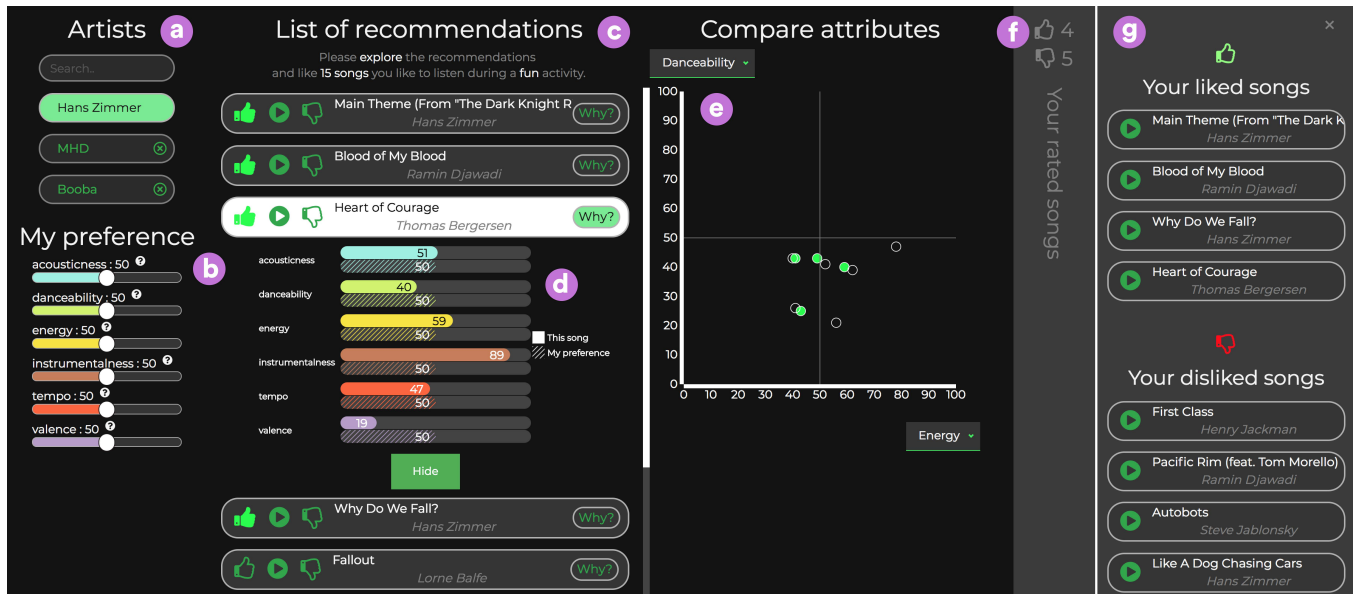 Artists
a
Search..
Hans Zimmer
MHD
Booba
My preference
b
acousticness : 50 ?
danceability : 50 ?
energy : 50 ?
instrumentalness : 50 ?
tempo : 50 ?
valence : 50 ?
List of recommendations
c
Please explore the recommendations
and like 15 songs you like to listen during a fun activity.
Main Theme (From "The Dark Knight R
Hans Zimmer
Why?
Blood of My Blood
Ramin Djawadi
Why?
Heart of Courage
Thomas Bergersen
Why?
acousticness
51
50
danceability
40
50
energy
59
50
instrumentalness
89
50
tempo
47
50
valence
19
50
d
This song
My preference
Hide
Why Do We Fall?
Hans Zimmer
Why?
Fallout
Lorne Balfe
Why?
Compare attributes
Danceability
e
100
90
80
70
60
50
40
30
20
10
0
0 10 20 30 40 50 60 70 80 90 100
Energy
f
4
5
Your rated songs
g
×
Your liked songs
Main Theme (From "The Dark K
Hans Zimmer
Blood of My Blood
Ramin Djawadi
Why Do We Fall?
Hans Zimmer
Heart of Courage
Thomas Bergersen
Your disliked songs
First Class
Henry Jackman
Pacific Rim (feat. Tom Morello)
Ramin Djawadi
Autobots
Steve Jablonsky
Like A Dog Chasing Cars
Hans Zimmer